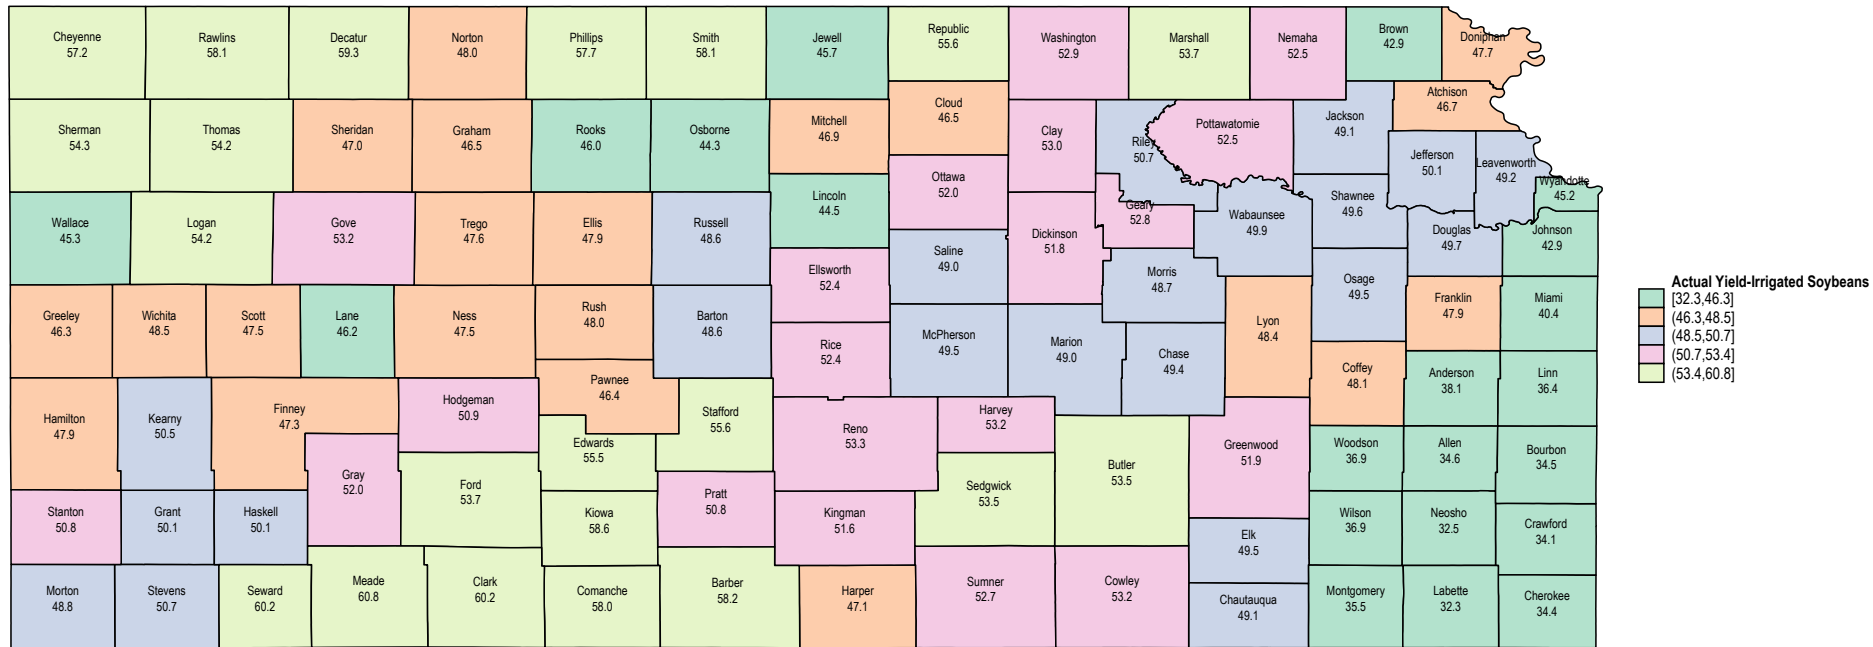 Cheyenne
57.2
Rawlins
58.1
Decatur
59.3
Norton
48.0
Phillips
57.7
Smith
58.1
Jewell
45.7
Republic
55.6
Washington
52.9
Marshall
53.7
Nemaha
52.5
Brown
42.9
Doniphan
47.7
Sherman
54.3
Thomas
54.2
Sheridan
47.0
Graham
46.5
Rooks
46.0
Osborne
44.3
Mitchell
46.9
Cloud
46.5
Clay
53.0
Riley
50.7
Pottawatomie
52.5
Jackson
49.1
Atchison
46.7
Jefferson
50.1
Leavenworth
49.2
Wyandotte
45.2
Wallace
45.3
Logan
54.2
Gove
53.2
Trego
47.6
Ellis
47.9
Russell
48.6
Lincoln
44.5
Ottawa
52.0
Saline
49.0
Dickinson
51.8
Geary
52.8
Wabaunsee
49.9
Shawnee
49.6
Douglas
49.7
Johnson
42.9
Ellsworth
52.4
Morris
48.7
Osage
49.5
Franklin
47.9
Miami
40.4
Greeley
46.3
Wichita
48.5
Scott
47.5
Lane
46.2
Ness
47.5
Rush
48.0
Barton
48.6
Rice
52.4
McPherson
49.5
Marion
49.0
Chase
49.4
Lyon
48.4
Coffey
48.1
Anderson
38.1
Linn
36.4
Hamilton
47.9
Kearny
50.5
Finney
47.3
Hodgeman
50.9
Pawnee
46.4
Stafford
55.6
Edwards
55.5
Reno
53.3
Harvey
53.2
Butler
53.5
Greenwood
51.9
Woodson
36.9
Allen
34.6
Bourbon
34.5
Gray
52.0
Ford
53.7
Kiowa
58.6
Pratt
50.8
Kingman
51.6
Sedgwick
53.5
Elk
49.5
Wilson
36.9
Neosho
32.5
Crawford
34.1
Stanton
50.8
Grant
50.1
Haskell
50.1
Morton
48.8
Stevens
50.7
Seward
60.2
Meade
60.8
Clark
60.2
Comanche
58.0
Barber
58.2
Harper
47.1
Sumner
52.7
Cowley
53.2
Chautauqua
49.1
Montgomery
35.5
Labette
32.3
Cherokee
34.4
Actual Yield-Irrigated Soybeans
[32.3,46.3]
(46.3,48.5]
(48.5,50.7]
(50.7,53.4]
(53.4,60.8]